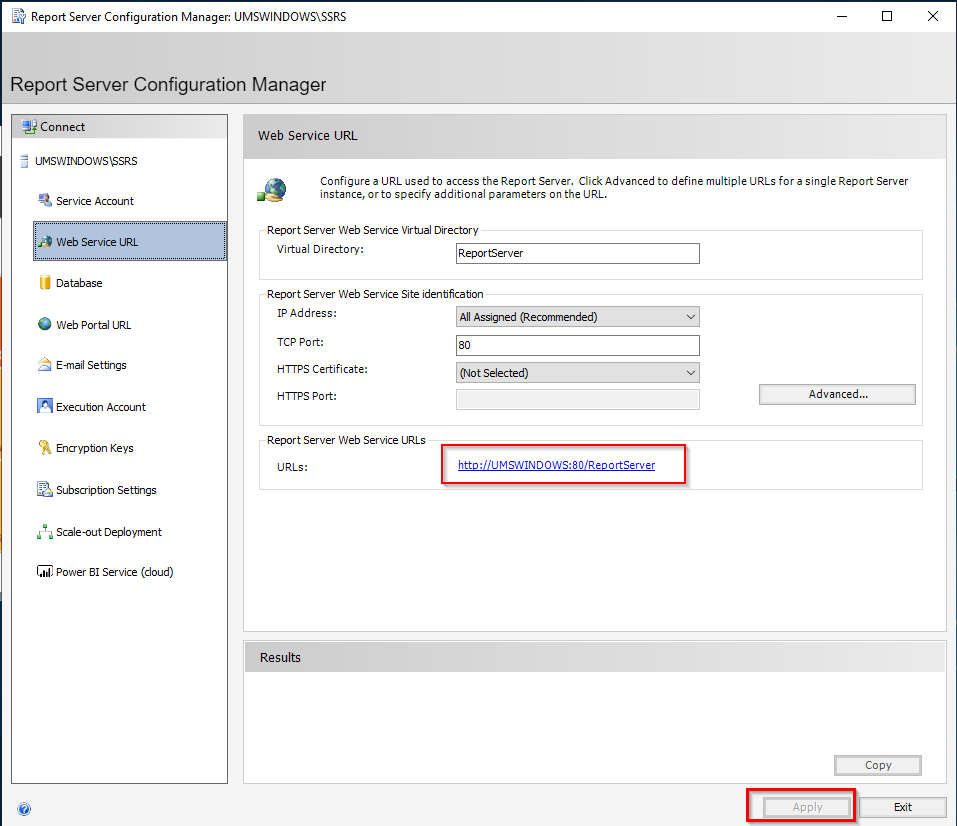 Report Server Configuration Manager: UMSWINDOWS\SSRS
Report Server Configuration Manager
Connect
UMSWINDOWS\SSRS
Service Account
Web Service URL
Database
Web Portal URL
E-mail Settings
Execution Account
Encryption Keys
Subscription Settings
Scale-out Deployment
Power BI Service (cloud)
Web Service URL
Configure a URL used to access the Report Server.  Click Advanced to define multiple URLs for a single Report Server
instance, or to specify additional parameters on the URL.
Report Server Web Service Virtual Directory
Virtual Directory: ReportServer
Report Server Web Service Site identification
IP Address: All Assigned (Recommended)
TCP Port: 80
HTTPS Certificate: (Not Selected)
HTTPS Port:
Advanced...
Report Server Web Service URLs
URLs: http://UMSWINDOWS:80/ReportServer
Results
Copy
Apply
Exit